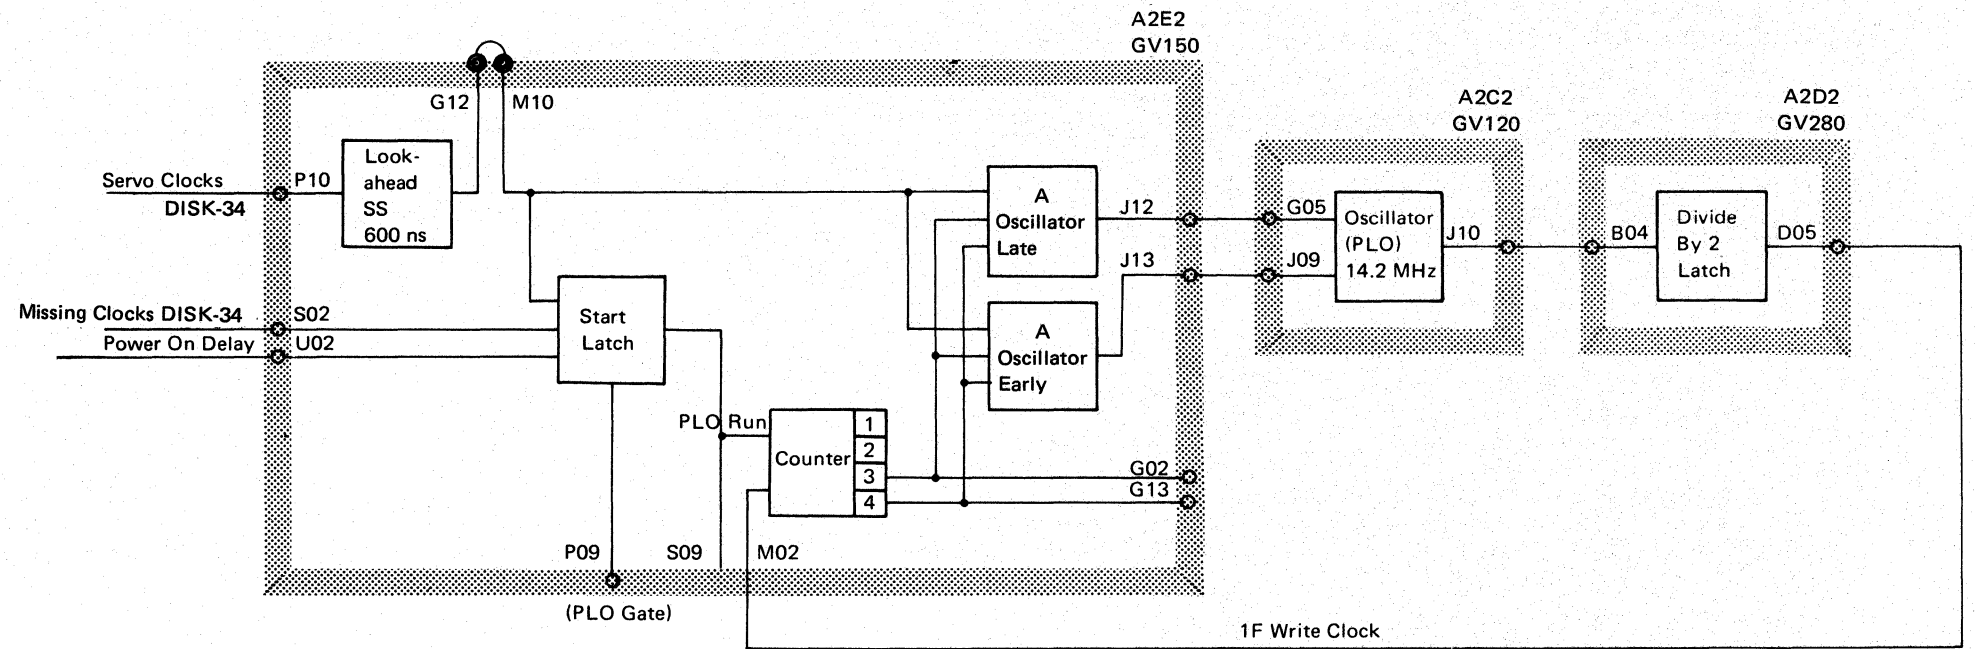 A2E2
GV150
G12
M10
A2C2
GV120
A2D2
GV280
Servo Clocks
DISK-34
P10
Look-
ahead
SS
600 ns
A
Oscillator
Late
J12
G05
Oscillator
(PLO)
14.2 MHz
J10
B04
Divide
By 2
Latch
D05
J13
J09
Missing Clocks DISK-34
S02
Power On Delay
U02
Start
Latch
A
Oscillator
Early
PLO Run
Counter
1
2
3
4
G02
G13
P09
S09
M02
(PLO Gate)
1F Write Clock